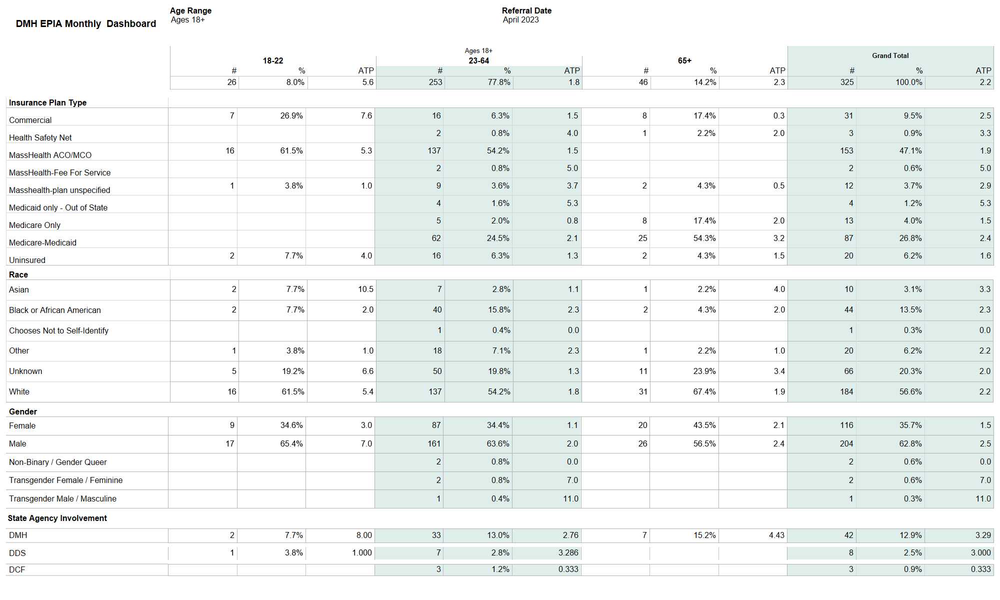 Age Range
Referral Date
DMH EPIA Monthly  Dashboard
Ages 18+
April 2023
Ages 18+
Grand Total
18-22
23-64
65+
# % ATP # % ATP # % ATP # % ATP
26 8.0% 5.6 253 77.8% 1.8 46 14.2% 2.3 325 100.0% 2.2
Insurance Plan Type
Commercial 7 26.9% 7.6 16 6.3% 1.5 8 17.4% 0.3 31 9.5% 2.5
Health Safety Net 2 0.8% 4.0 1 2.2% 2.0 3 0.9% 3.3
MassHealth ACO/MCO 16 61.5% 5.3 137 54.2% 1.5 153 47.1% 1.9
MassHealth-Fee For Service 2 0.8% 5.0 2 0.6% 5.0
Masshealth-plan unspecified 1 3.8% 1.0 9 3.6% 3.7 2 4.3% 0.5 12 3.7% 2.9
Medicaid only - Out of State 4 1.6% 5.3 4 1.2% 5.3
Medicare Only 5 2.0% 0.8 8 17.4% 2.0 13 4.0% 1.5
Medicare-Medicaid 62 24.5% 2.1 25 54.3% 3.2 87 26.8% 2.4
Uninsured 2 7.7% 4.0 16 6.3% 1.3 2 4.3% 1.5 20 6.2% 1.6
Race
Asian 2 7.7% 10.5 7 2.8% 1.1 1 2.2% 4.0 10 3.1% 3.3
Black or African American 2 7.7% 2.0 40 15.8% 2.3 2 4.3% 2.0 44 13.5% 2.3
Chooses Not to Self-Identify 1 0.4% 0.0 1 0.3% 0.0
Other 1 3.8% 1.0 18 7.1% 2.3 1 2.2% 1.0 20 6.2% 2.2
Unknown 5 19.2% 6.6 50 19.8% 1.3 11 23.9% 3.4 66 20.3% 2.0
White 16 61.5% 5.4 137 54.2% 1.8 31 67.4% 1.9 184 56.6% 2.2
Gender
Female 9 34.6% 3.0 87 34.4% 1.1 20 43.5% 2.1 116 35.7% 1.5
Male 17 65.4% 7.0 161 63.6% 2.0 26 56.5% 2.4 204 62.8% 2.5
Non-Binary / Gender Queer 2 0.8% 0.0 2 0.6% 0.0
Transgender Female / Feminine 2 0.8% 7.0 2 0.6% 7.0
Transgender Male / Masculine 1 0.4% 11.0 1 0.3% 11.0
State Agency Involvement
DMH 2 7.7% 8.00 33 13.0% 2.76 7 15.2% 4.43 42 12.9% 3.29
DDS 1 3.8% 1.000 7 2.8% 3.286 8 2.5% 3.000
DCF 3 1.2% 0.333 3 0.9% 0.333